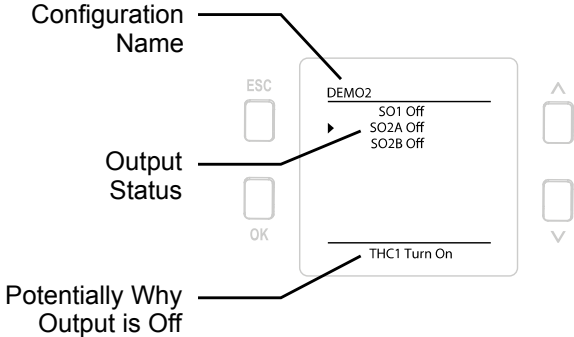 Configuration
Name
ESC
DEMO2
SO1 Off
SO2A Off
SO2B Off
Output
Status
OK
THC1 Turn On
Potentially Why
Output is Off